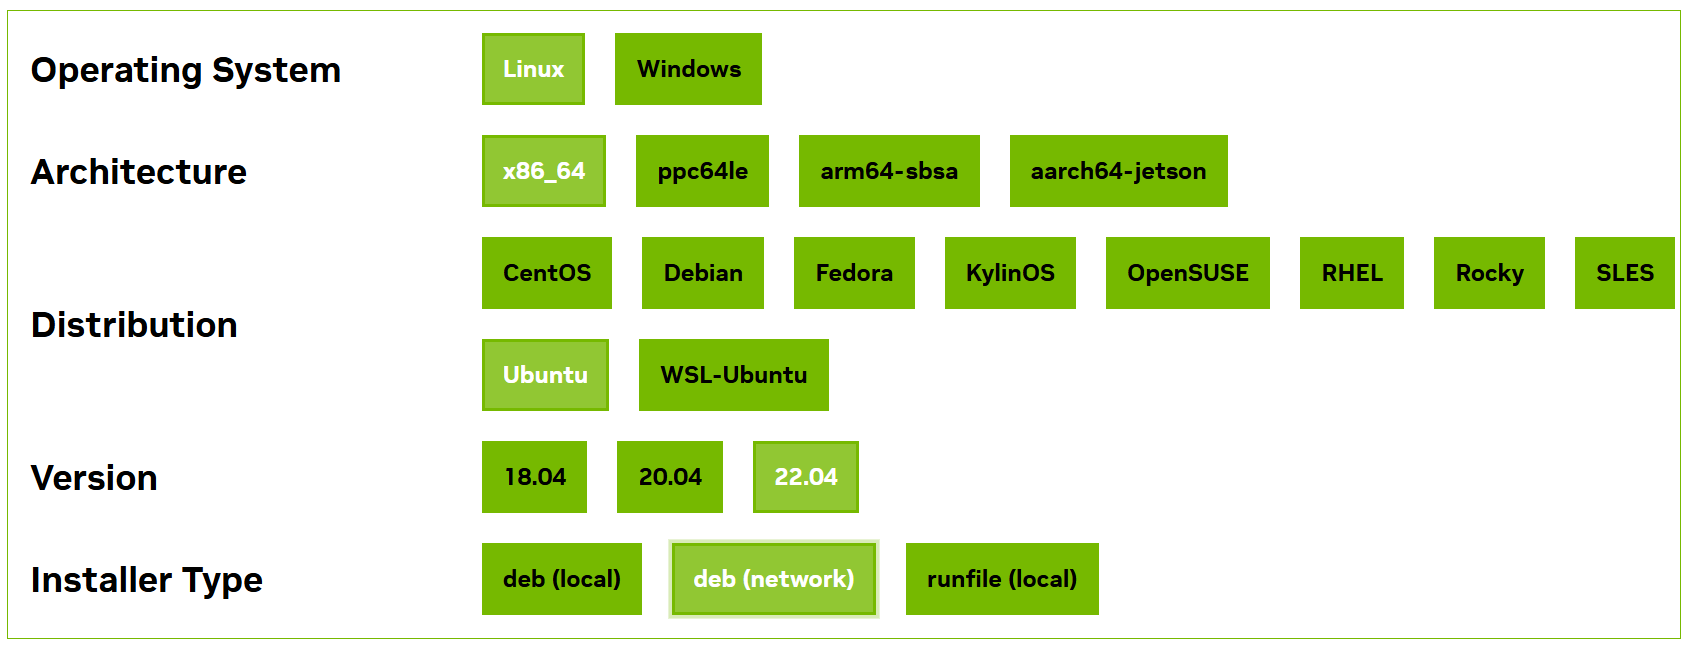 Operating System
Linux Windows
Architecture
x86_64 ppc64le arm64-sbsa aarch64-jetson
Distribution
CentOS Debian Fedora KylinOS OpenSUSE RHEL Rocky SLES
Ubuntu WSL-Ubuntu
Version
18.04 20.04 22.04
Installer Type
deb (local) deb (network) runfile (local)